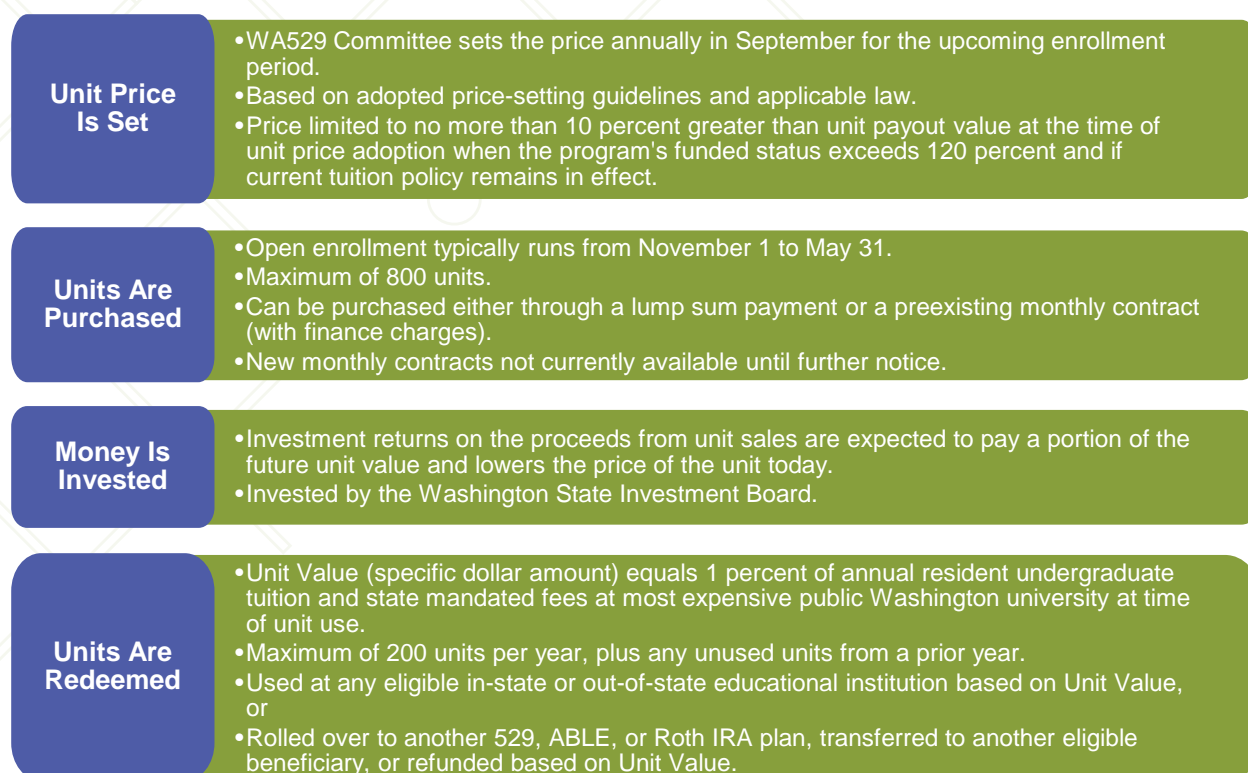 Unit Price
Is Set
•WA529 Committee sets the price annually in September for the upcoming enrollment
period.
•Based on adopted price-setting guidelines and applicable law.
•Price limited to no more than 10 percent greater than unit payout value at the time of
unit price adoption when the program's funded status exceeds 120 percent and if
current tuition policy remains in effect.
Units Are
Purchased
•Open enrollment typically runs from November 1 to May 31.
•Maximum of 800 units.
•Can be purchased either through a lump sum payment or a preexisting monthly contract
(with finance charges).
•New monthly contracts not currently available until further notice.
Money Is
Invested
•Investment returns on the proceeds from unit sales are expected to pay a portion of the
future unit value and lowers the price of the unit today.
•Invested by the Washington State Investment Board.
Units Are
Redeemed
•Unit Value (specific dollar amount) equals 1 percent of annual resident undergraduate
tuition and state mandated fees at most expensive public Washington university at time
of unit use.
•Maximum of 200 units per year, plus any unused units from a prior year.
•Used at any eligible in-state or out-of-state educational institution based on Unit Value,
or
•Rolled over to another 529, ABLE, or Roth IRA plan, transferred to another eligible
beneficiary, or refunded based on Unit Value.